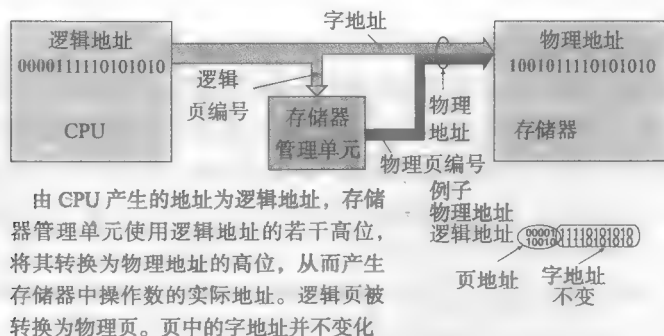 字地址
逻辑地址
0000111110101010
CPU
逻辑
页编号
存储器
管理单元
物理
地址
物理页编号
物理地址
1001011110101010
存储器
由 CPU 产生的地址为逻辑地址，存储
器管理单元使用逻辑地址的若干高位，
将其转换为物理地址的高位，从而产生
存储器中操作数的实际地址。逻辑页被
转换为物理页。页中的字地址并不变化
例子
物理地址
逻辑地址
00001 11110101010
10010 11110101010
页地址
字地址
不变